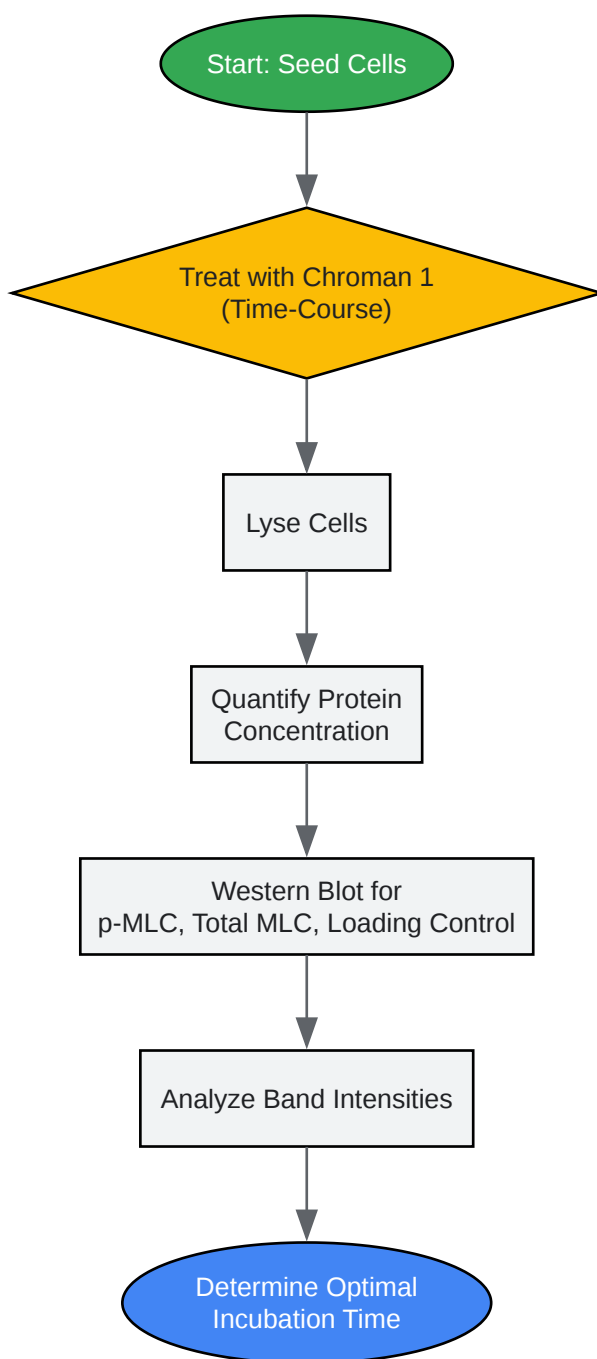 Start: Seed Cells
Treat with Chroman 1
(Time-Course)
Lyse Cells
Quantify Protein
Concentration
Western Blot for
p-MLC, Total MLC, Loading Control
Analyze Band Intensities
Determine Optimal
Incubation Time